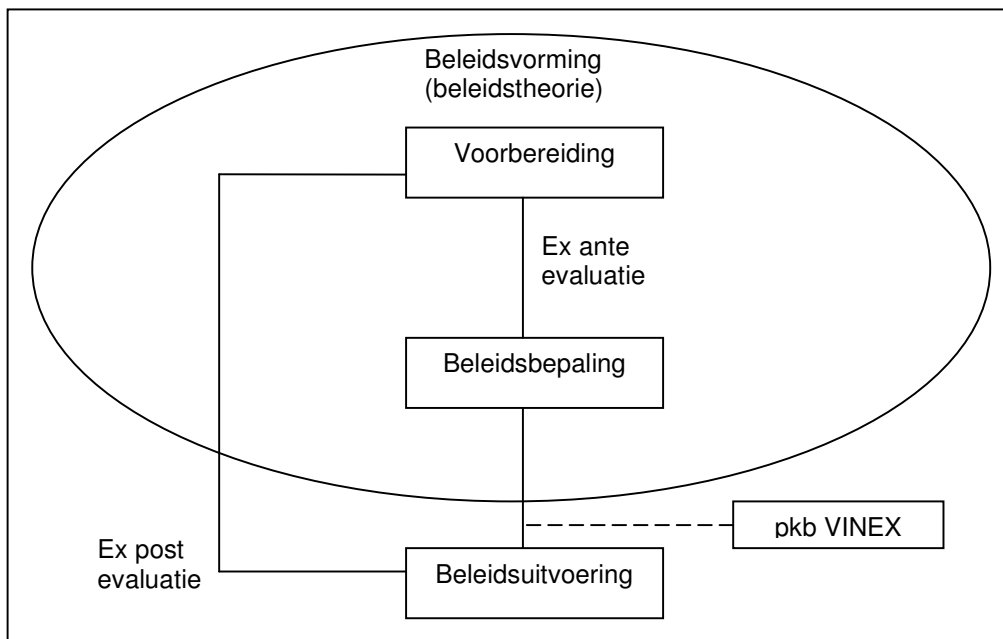 Beleidsvorming
(beleidstheorie)
Voorbereiding
Ex ante
evaluatie
Beleidsbepaling
pkb VINEX
Ex post
evaluatie
Beleidsuitvoering